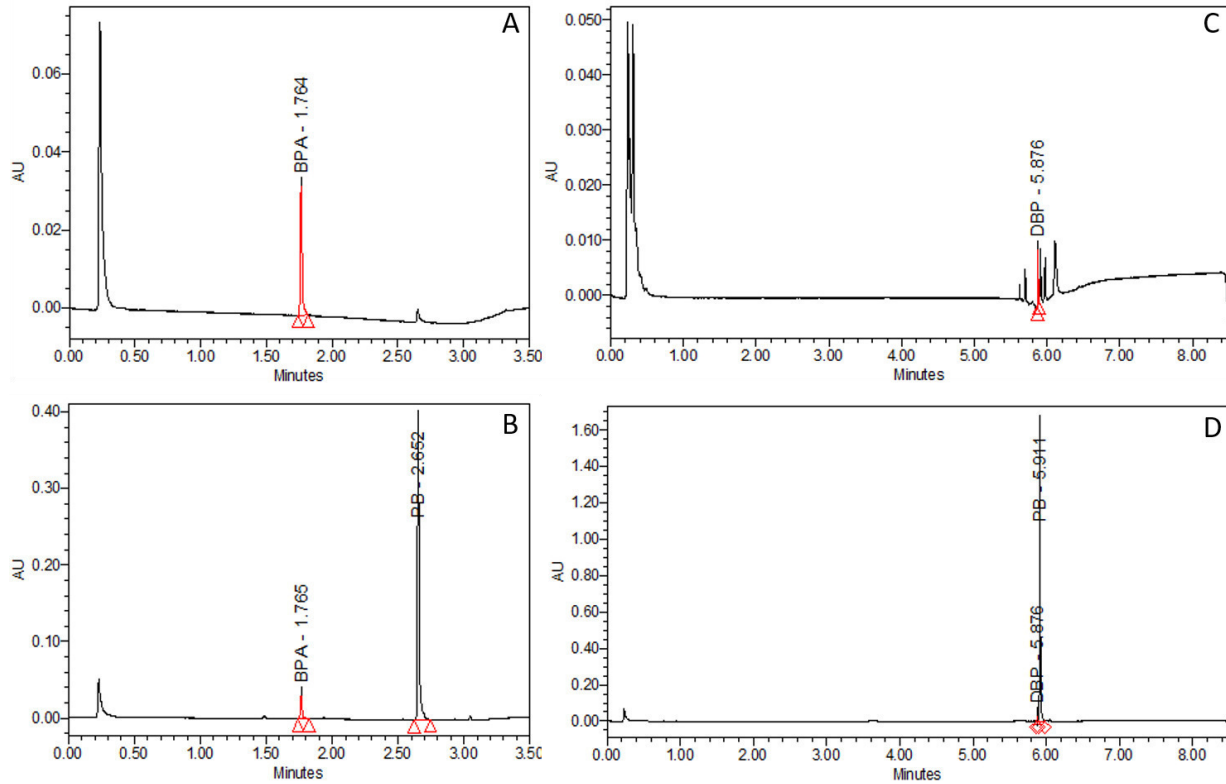 A
AU
0.06
0.04
0.02
0.00
BPA - 1.764
0.00 0.50 1.00 1.50 2.00 2.50 3.00 3.50
Minutes
C
AU
0.050
0.040
0.030
0.020
0.010
0.000
DBP - 5.876
0.00 1.00 2.00 3.00 4.00 5.00 6.00 7.00 8.00
Minutes
B
AU
0.40
0.30
0.20
0.10
0.00
BPA - 1.765
PB - 2.652
0.00 0.50 1.00 1.50 2.00 2.50 3.00 3.50
Minutes
D
AU
1.60
1.40
1.20
1.00
0.80
0.60
0.40
0.20
0.00
DBP - 5.876
PB - 5.911
0.00 1.00 2.00 3.00 4.00 5.00 6.00 7.00 8.00
Minutes